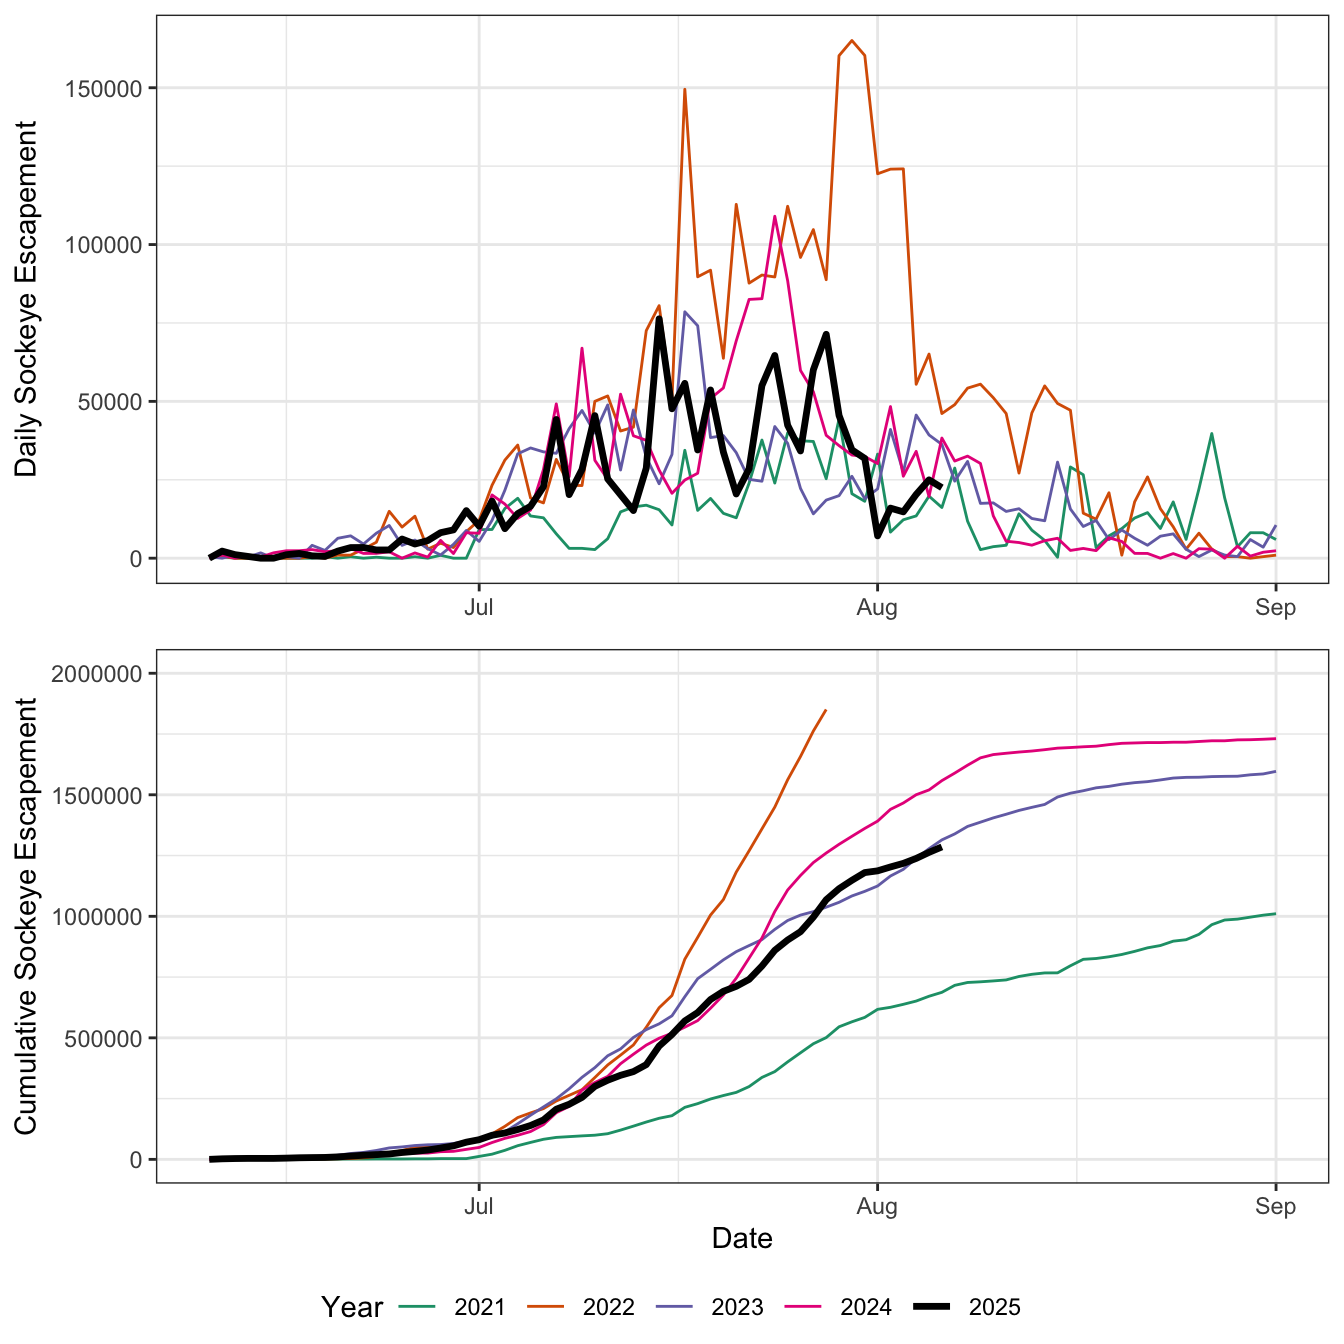 Daily Sockeye Escapement
150000
100000
50000
0
Jul Aug Sep
Cumulative Sockeye Escapement
2000000
1500000
1000000
500000
0
Jul Aug Sep
Date
Year 2021 2022 2023 2024 2025